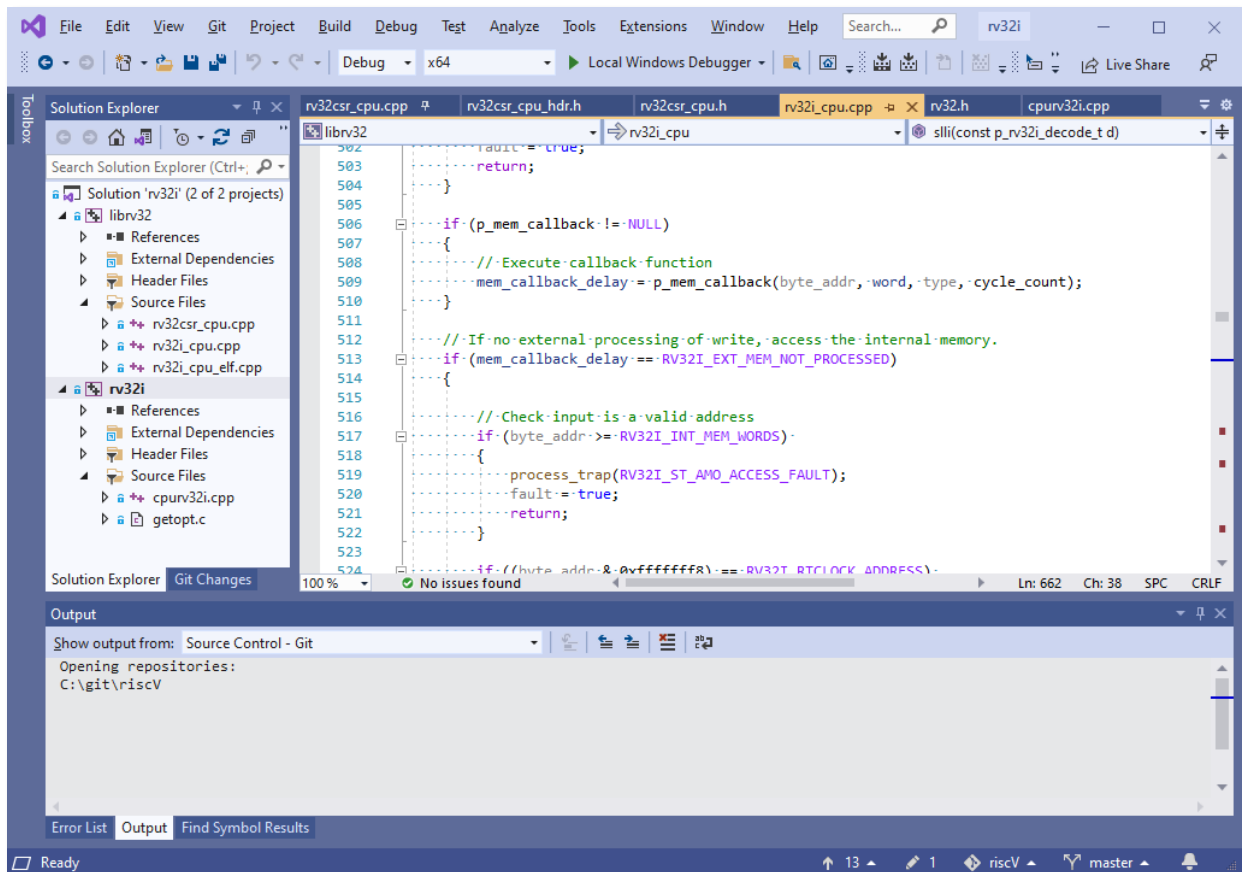 File Edit View Git Project Build Debug Test Analyze Tools Extensions Window Help Search... rv32i
Debug x64 Local Windows Debugger Live Share
Toolbox
Solution Explorer
Search Solution Explorer (Ctrl+;
Solution 'rv32i' (2 of 2 projects)
librv32
References
External Dependencies
Header Files
Source Files
rv32csr_cpu.cpp
rv32i_cpu.cpp
rv32i_cpu_elf.cpp
rv32i
References
External Dependencies
Header Files
Source Files
cpurv32i.cpp
getopt.c
Solution Explorer Git Changes
rv32csr_cpu.cpp rv32csr_cpu_hdr.h rv32csr_cpu.h rv32i_cpu.cpp rv32.h cpurv32i.cpp
librv32 rv32i_cpu slli(const p_rv32i_decode_t d)
502 fault = true;
503 return;
504 }
505
506 if (p_mem_callback != NULL)
507 {
508 // Execute callback function
509 mem_callback_delay = p_mem_callback(byte_addr, word, type, cycle_count);
510 }
511
512 // If no external processing of write, access the internal memory.
513 if (mem_callback_delay == RV32I_EXT_MEM_NOT_PROCESSED)
514 {
515
516 // Check input is a valid address
517 if (byte_addr >= RV32I_INT_MEM_WORDS)
518 {
519 process_trap(RV32I_ST_AMO_ACCESS_FAULT);
520 fault = true;
521 return;
522 }
523
524 if ((byte_addr & 0xfffffff8) == RV32I_RTCLOCK_ADDRESS)
100 % No issues found Ln: 662 Ch: 38 SPC CRLF
Output
Show output from: Source Control - Git
Opening repositories:
C:\git\riscV
Error List Output Find Symbol Results
Ready 13 1 riscV master